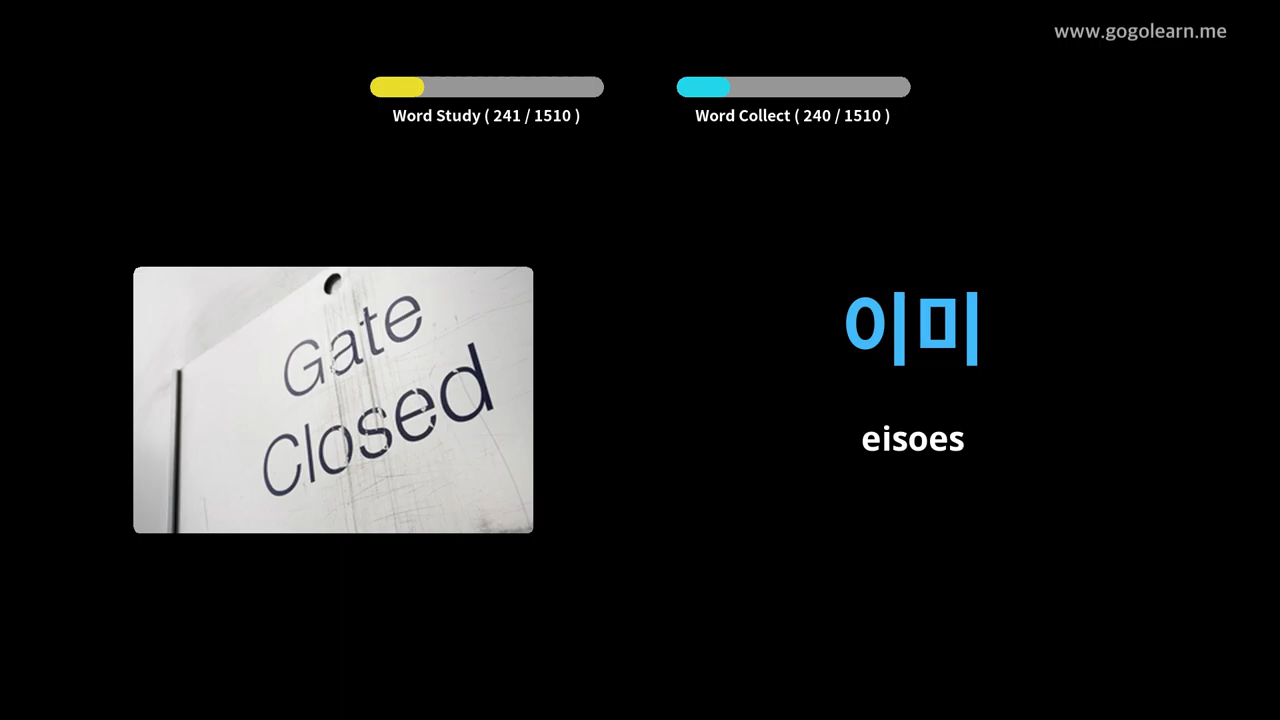 www.gogolearn.me
Word Study ( 241 / 1510 )
Word Collect ( 240 / 1510 )
Gate
Closed
이미
eisoes